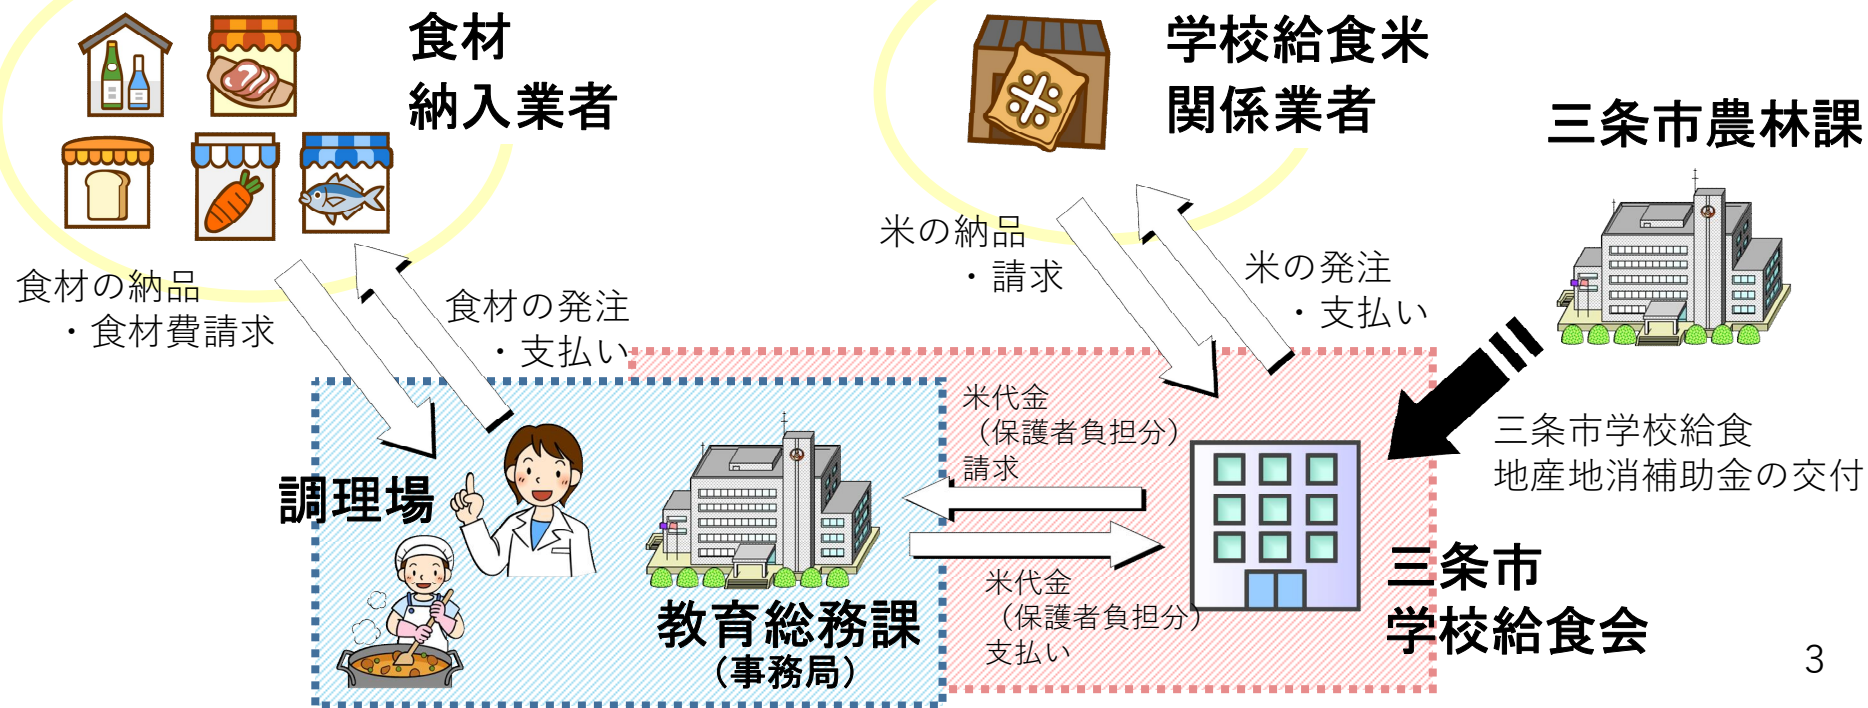 食材
納入業者
学校給食米
関係業者
三条市農林課
食材の納品
・食材費請求
食材の発注
・支払い
米の納品
・請求
米の発注
・支払い
三条市学校給食
地産地消補助金の交付
米代金
（保護者負担分）
請求
調理場
教育総務課
（事務局）
米代金
（保護者負担分）
支払い
三条市
学校給食会
3